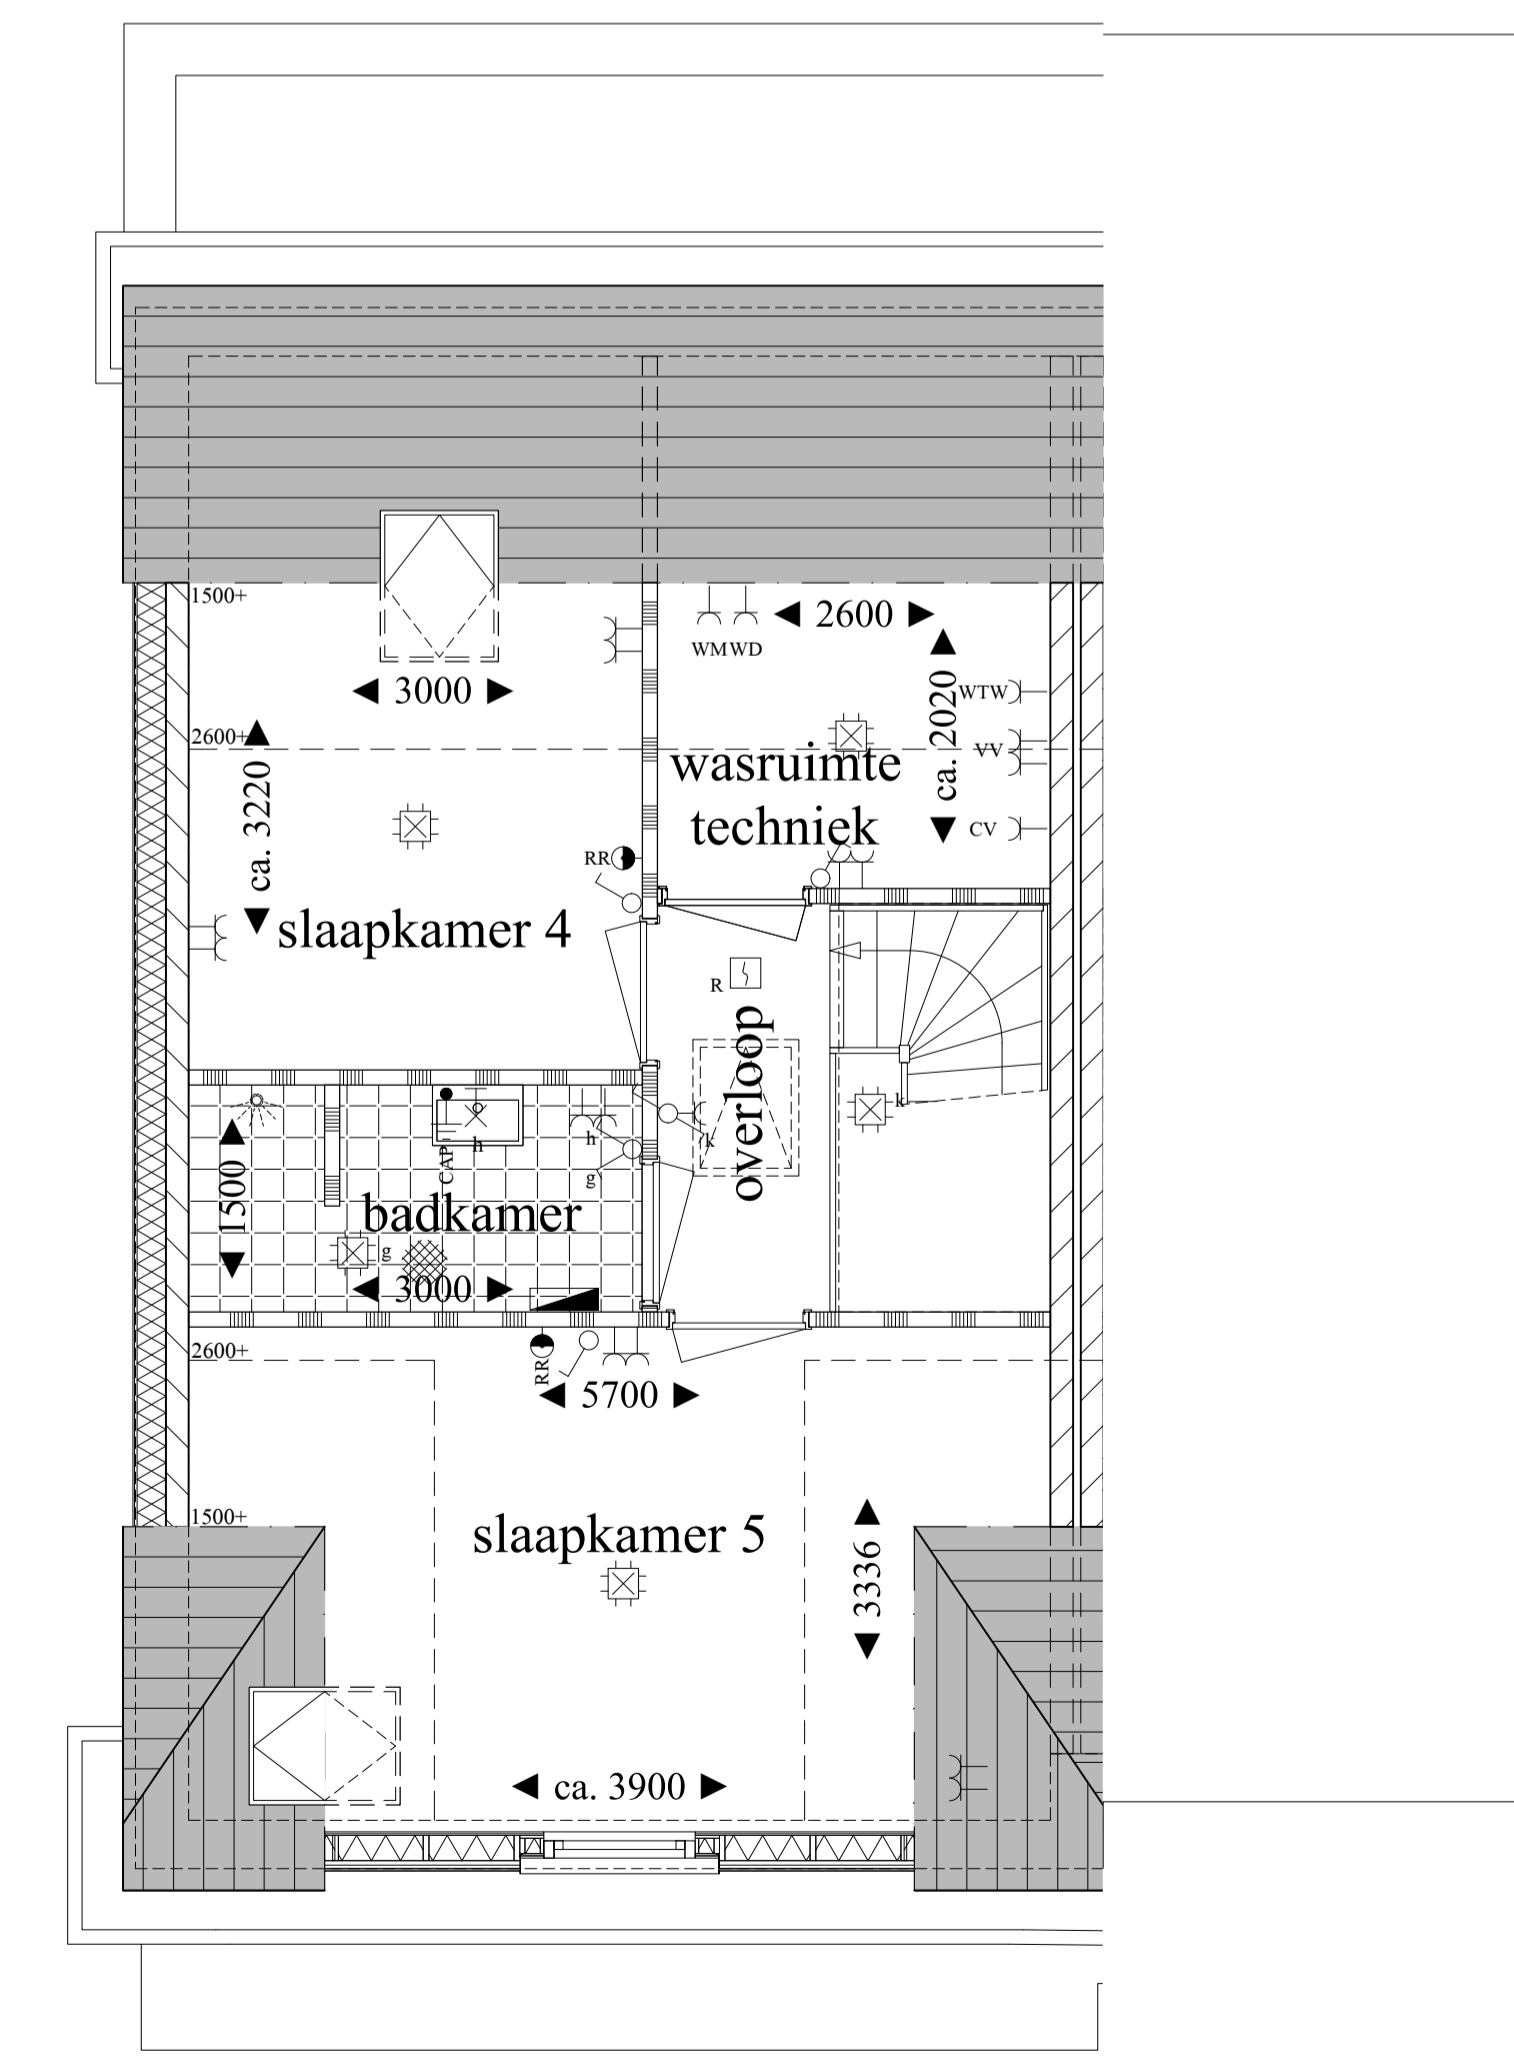 1500+
2600
WM WD
3000
ca. 2020
WTW
2600+
VV
wasruimte
techniek
ca. 3220
CV
RR
slaapkamer 4
R
overloop
k
CAP
h
h
k
g
1500
badkamer
g
3000
2600+
RR
5700
1500+
slaapkamer 5
3336
ca. 3900